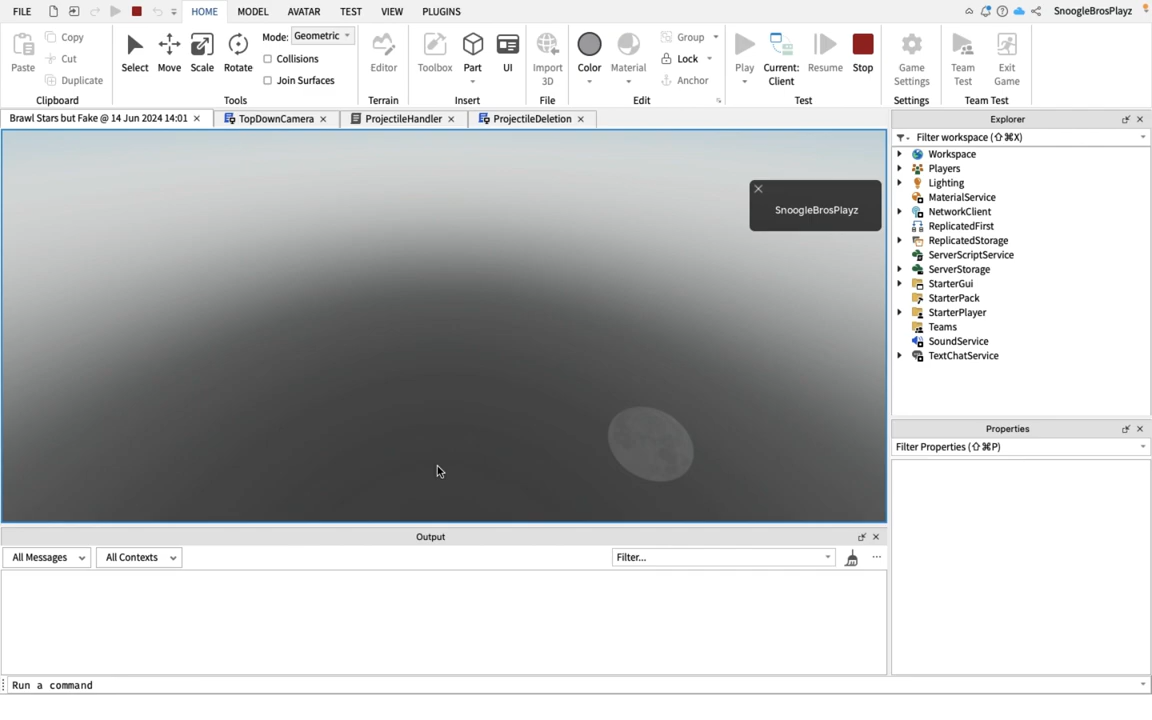 FILE HOME MODEL AVATAR TEST VIEW PLUGINS SnoogleBrosPlayz
Paste Copy Cut Duplicate
Clipboard
Select Move Scale Rotate Mode: Geometric
Collisions
Join Surfaces
Tools
Editor
Terrain
Toolbox Part UI
Insert
Import 3D
File
Color Material Group Lock Anchor
Edit
Play Current: Client Resume Stop
Test
Game Settings
Settings
Team Test Exit Game
Team Test
Brawl Stars but Fake @ 14 Jun 2024 14:01 TopDownCamera ProjectileHandler ProjectileDeletion
SnoogleBrosPlayz
Explorer
Filter workspace (⇧⌘X)
Workspace
Players
Lighting
MaterialService
NetworkClient
ReplicatedFirst
ReplicatedStorage
ServerScriptService
ServerStorage
StarterGui
StarterPack
StarterPlayer
Teams
SoundService
TextChatService
Properties
Filter Properties (⇧⌘P)
Output
All Messages All Contexts Filter... ...
Run a command